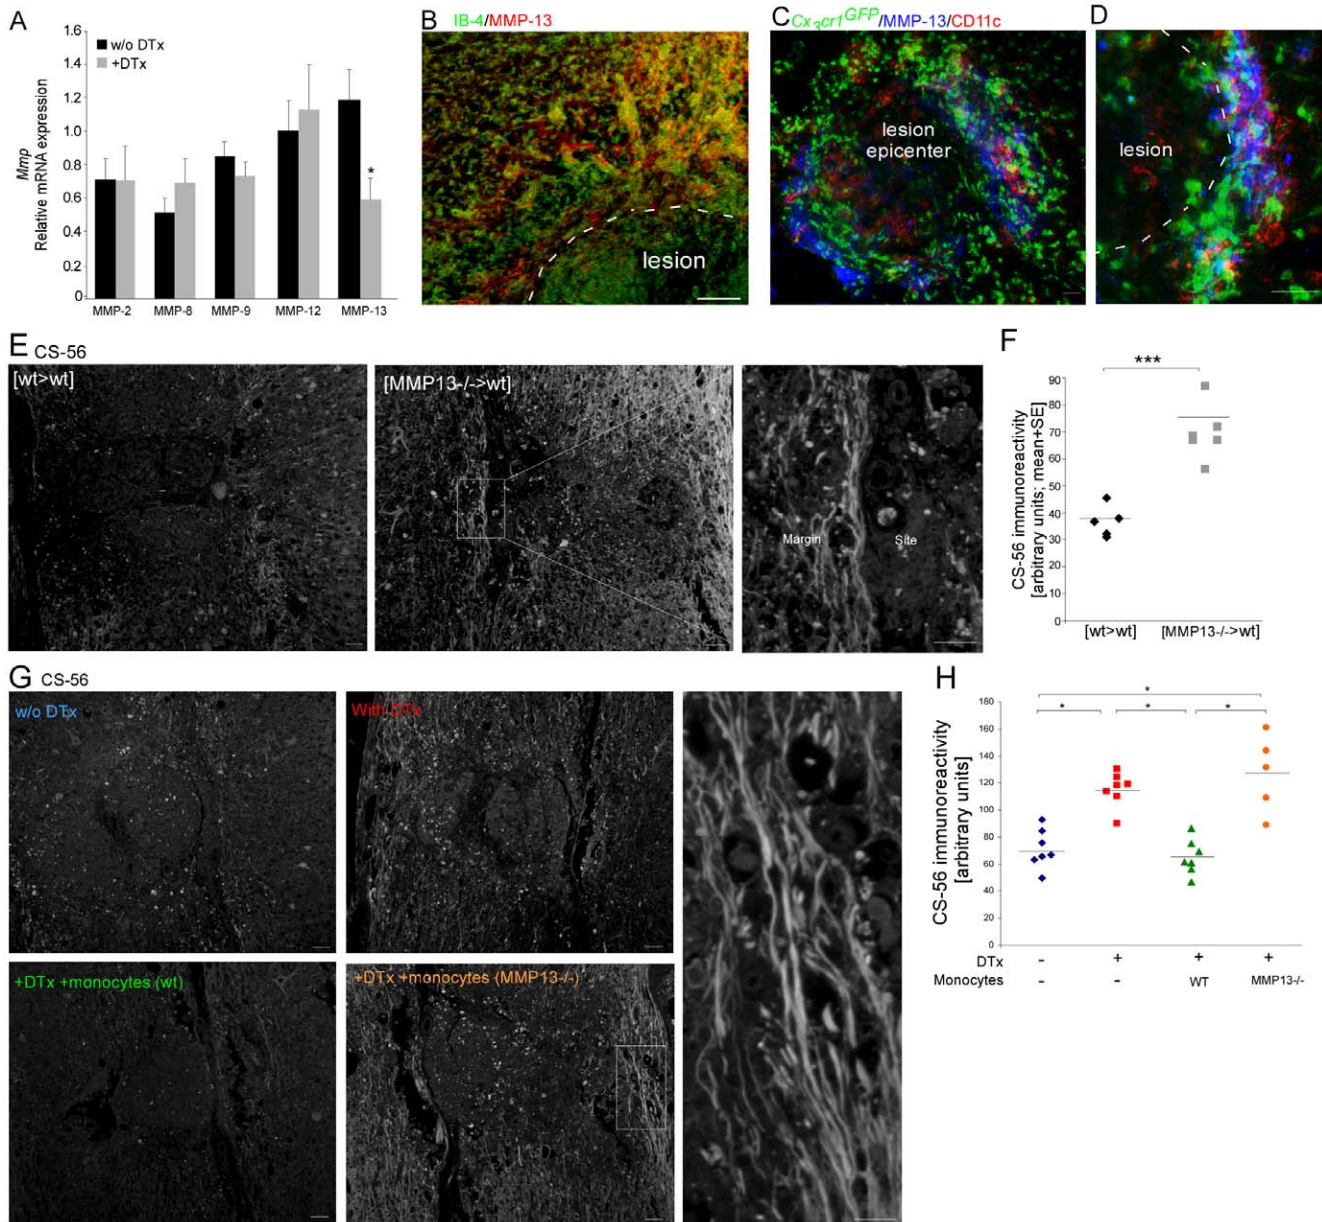 A
1.6
1.4
1.2
1.0
0.8
0.6
0.4
0.2
0
Mmp
Relative mRNA expression
w/o DTx
+DTx
*
MMP-2 MMP-8 MMP-9 MMP-12 MMP-13
B IB-4/MMP-13
lesion
C Cx3cr1GFP/MMP-13/CD11c
lesion
epicenter
D
lesion
E CS-56
[wt>wt]
[MMP13-/->wt]
Margin
Site
F
***
90
80
70
60
50
40
30
20
10
0
CS-56 immunoreactivity
[arbitrary units; mean+SE]
[wt>wt] [MMP13-/->wt]
G CS-56
w/o DTx
With DTx
+DTx +monocytes (wt)
+DTx +monocytes (MMP13-/-)
H
*
* * *
180
160
140
120
100
80
60
40
20
0
CS-56 immunoreactivity
[arbitrary units]
DTx - + + +
Monocytes - - WT MMP13-/-